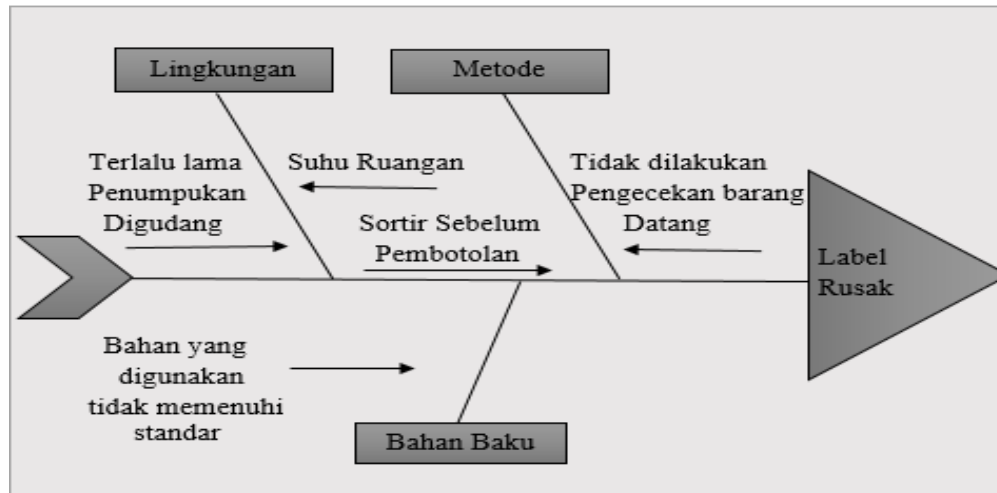 Lingkungan
Metode
Terlalu lama
Penumpukan
Digudang
Suhu Ruangan
Sortir Sebelum
Pembotolan
Tidak dilakukan
Pengecekan barang
Datang
Label
Rusak
Bahan yang
digunakan
tidak memenuhi
standar
Bahan Baku